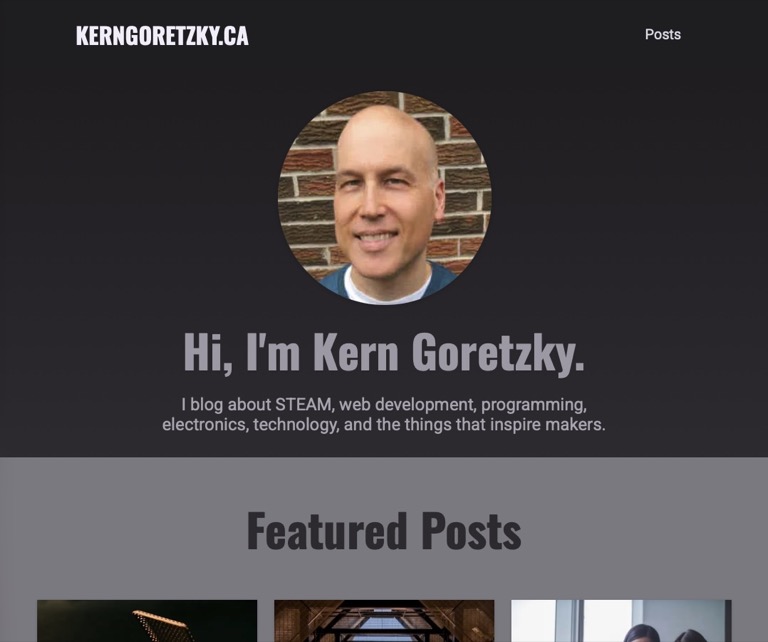 KERNGORETZKY.CA
Posts
Hi, I'm Kern Goretzky.
I blog about STEAM, web development, programming,
electronics, technology, and the things that inspire makers.
Featured Posts